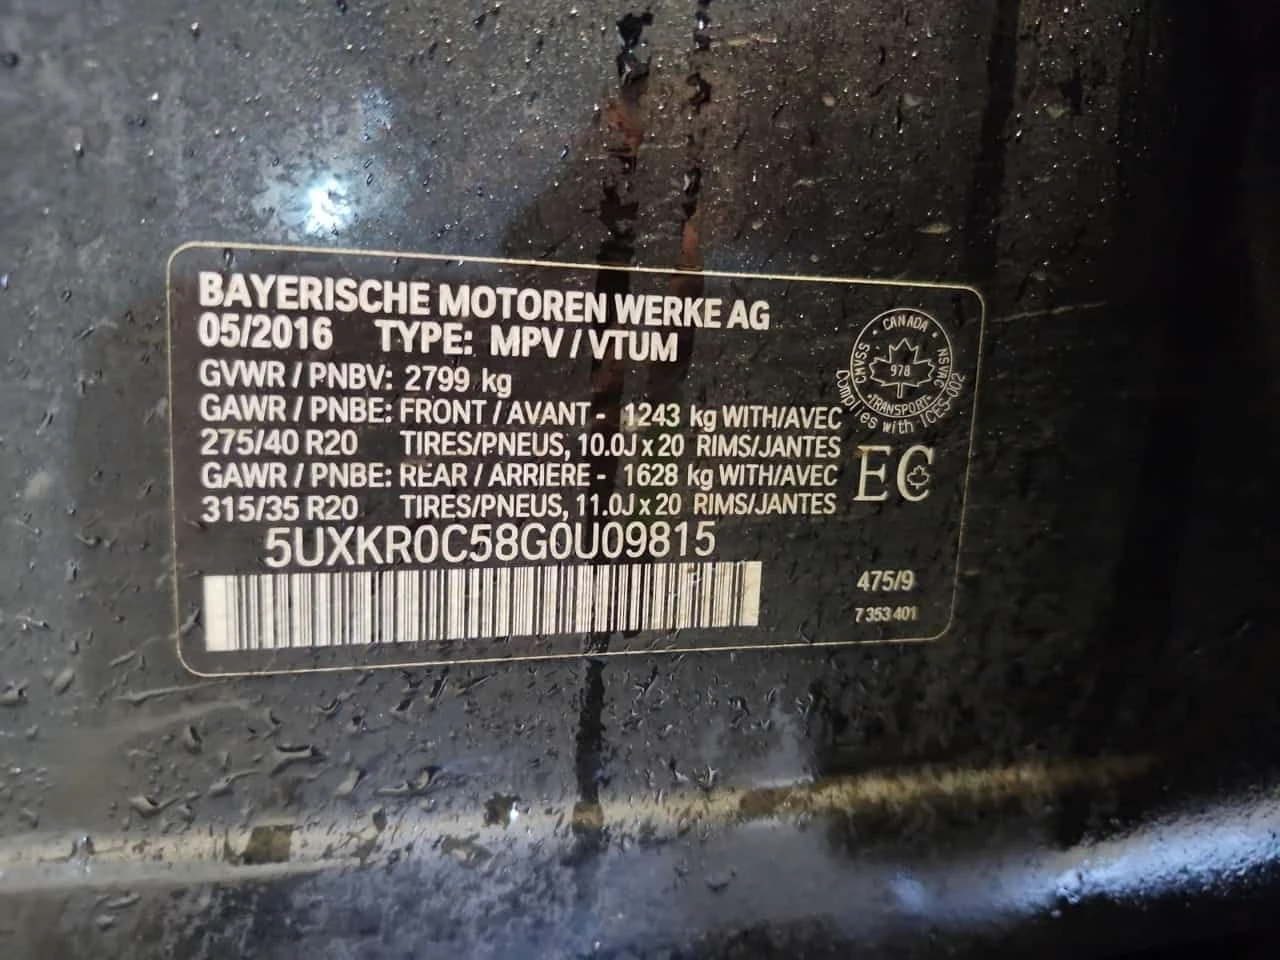 BAYERISCHE MOTOREN WERKE AG
05/2016 TYPE: MPV / VTUM
GVWR / PNBV: 2799 kg
GAWR / PNBE: FRONT / AVANT - 1243 kg WITH/AVEC
275/40 R20 TIRES/PNEUS, 10.0J x 20 RIMS/JANTES
GAWR / PNBE: REAR / ARRIERE - 1628 kg WITH/AVEC
315/35 R20 TIRES/PNEUS, 11.0J x 20 RIMS/JANTES
5UXKR0C58G0U09815
CANADA
CMVSS
NSVAC
978
TRANSPORT
Complies with ICES-002
EC
475/9
7 353 401